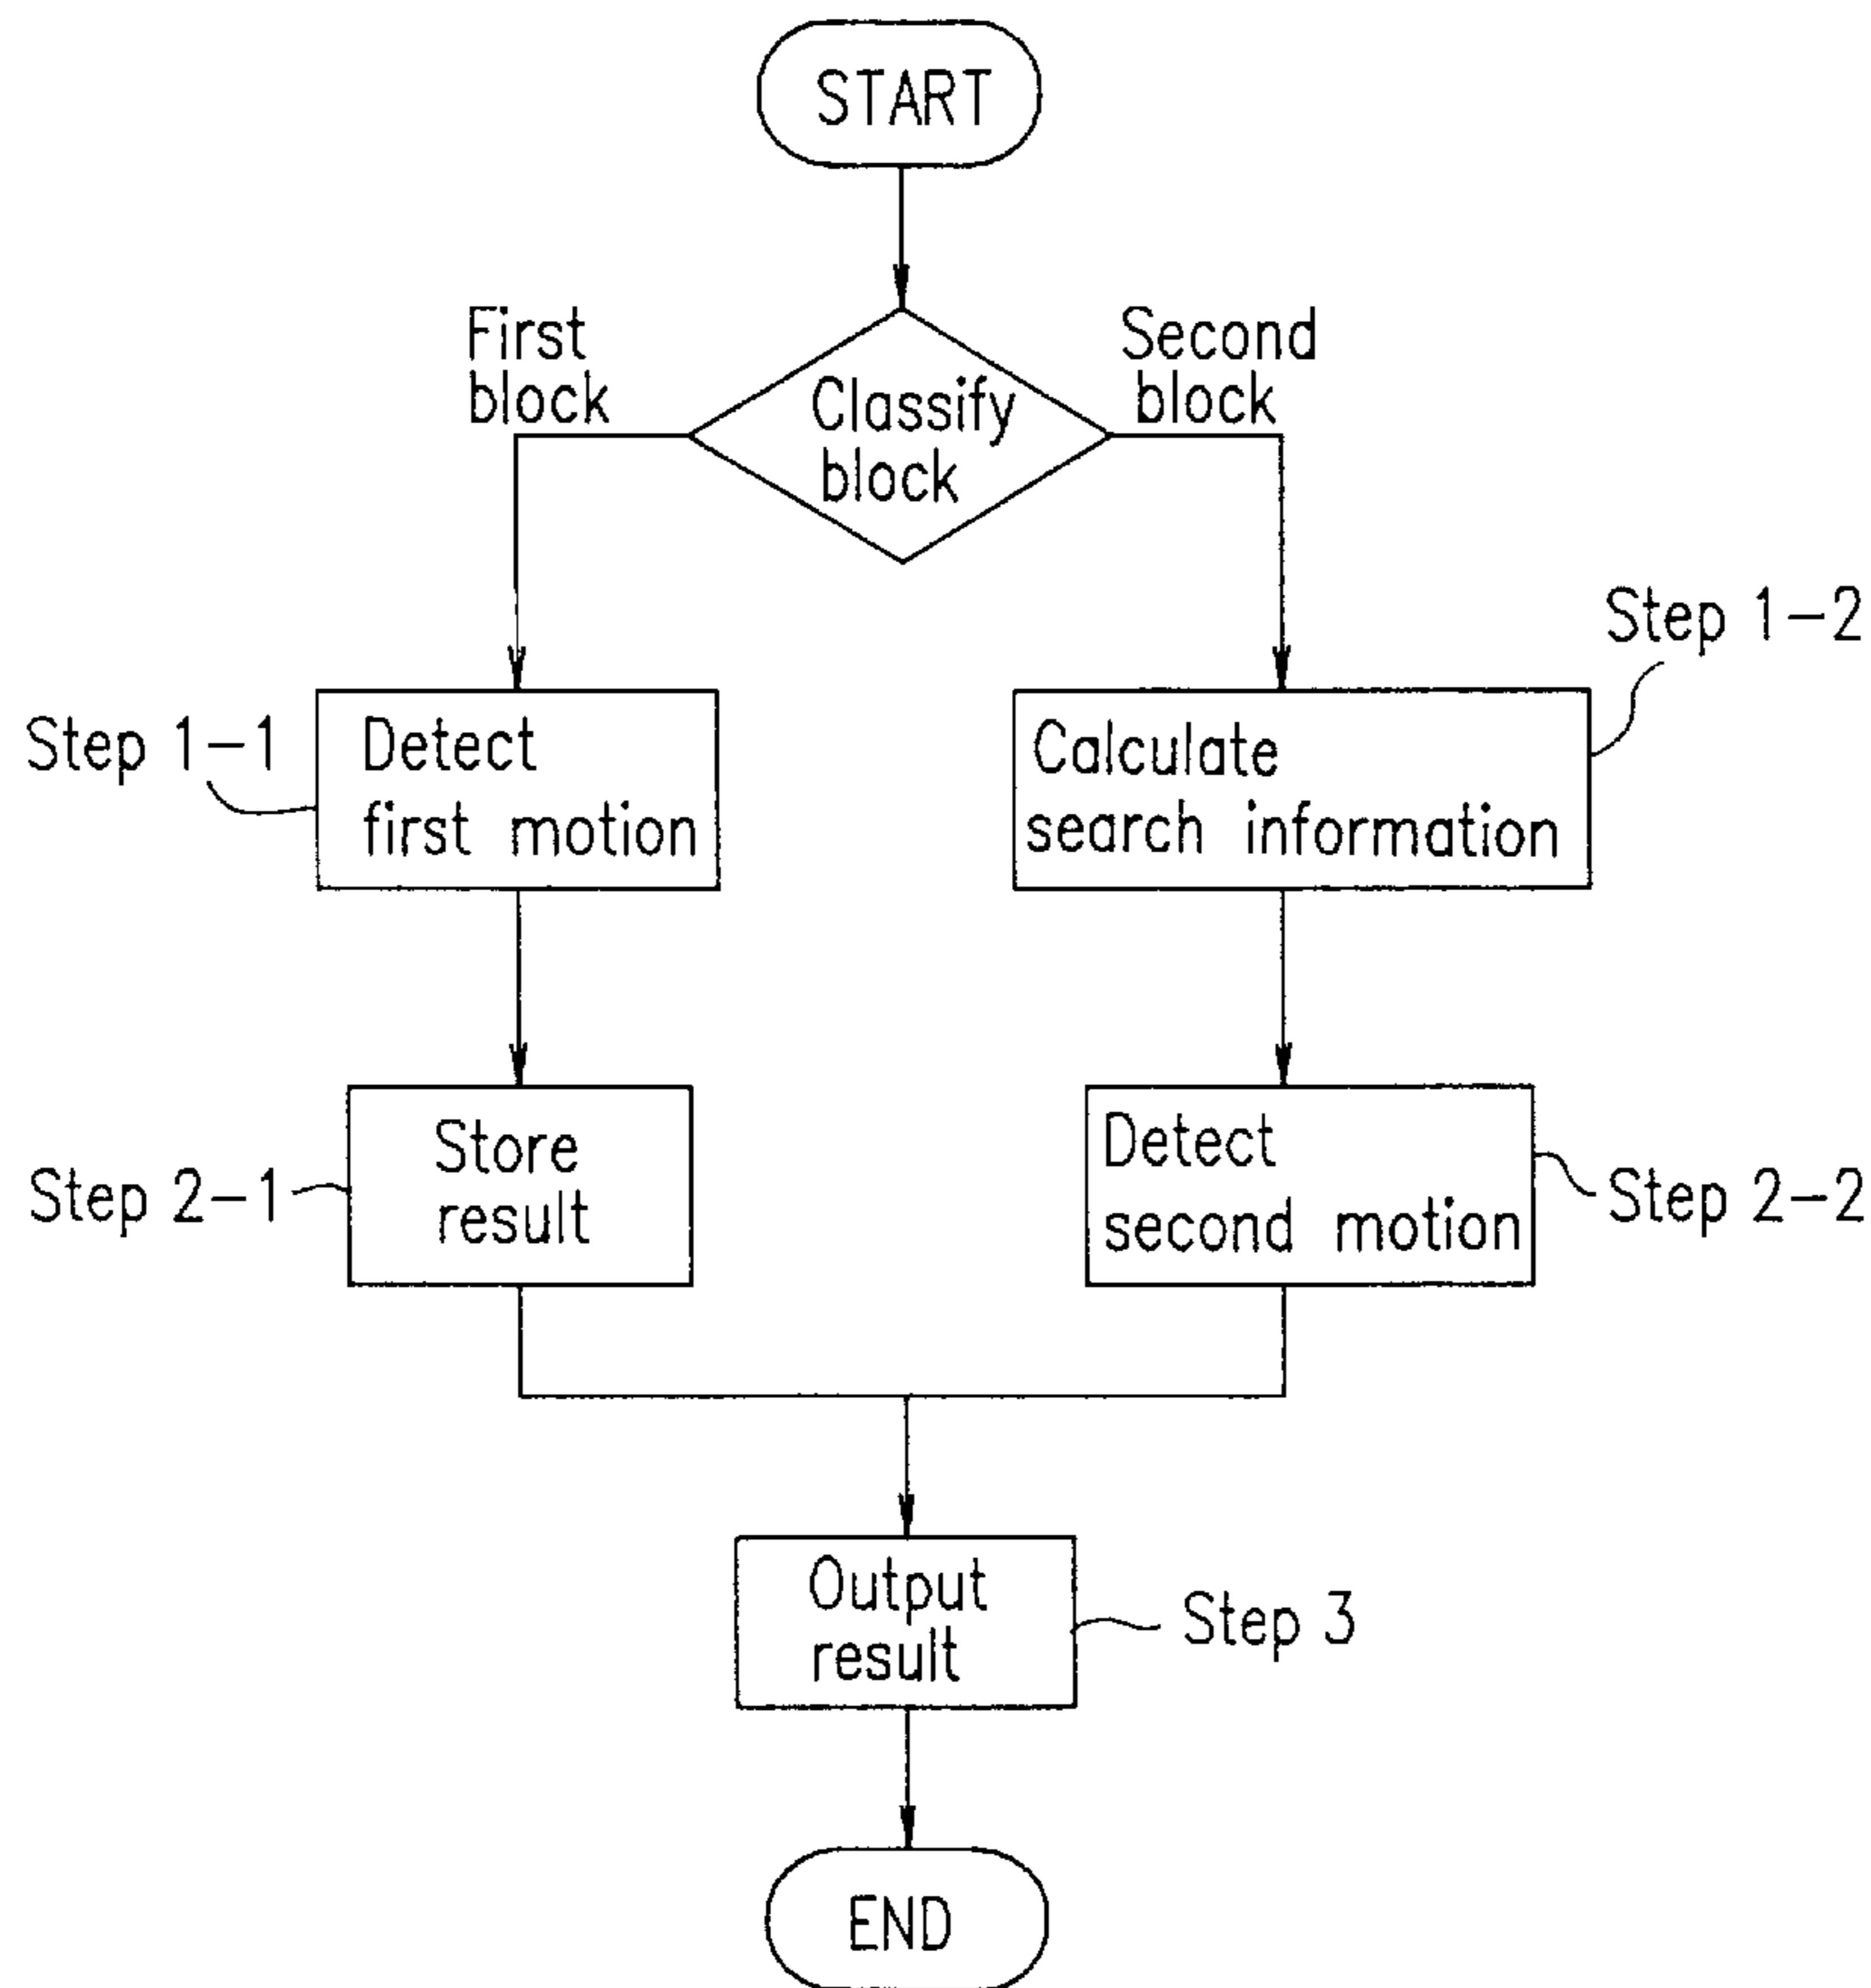 START
First
block
Classify
block
Second
block
Step 1-1
Detect
first motion
Calculate
search information
Step 1-2
Step 2-1
Store
result
Detect
second motion
Step 2-2
Output
result
Step 3
END